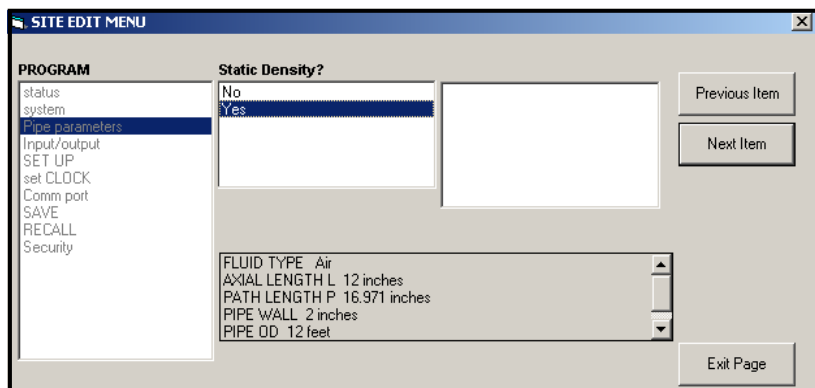 SITE EDIT MENU
PROGRAM
status
system
Pipe parameters
Input/output
SET UP
set CLOCK
Comm port
SAVE
RECALL
Security
Static Density?
No
Yes
Previous Item
Next Item
FLUID TYPE Air
AXIAL LENGTH L 12 inches
PATH LENGTH P 16.971 inches
PIPE WALL 2 inches
PIPE OD 12 feet
Exit Page